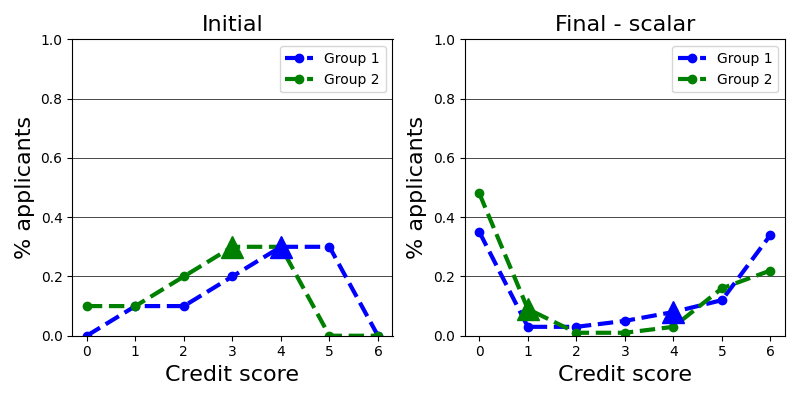 Initial
% applicants
1.0
0.8
0.6
0.4
0.2
0.0
Group 1
Group 2
0 1 2 3 4 5 6
Credit score
Final - scalar
% applicants
1.0
0.8
0.6
0.4
0.2
0.0
Group 1
Group 2
0 1 2 3 4 5 6
Credit score